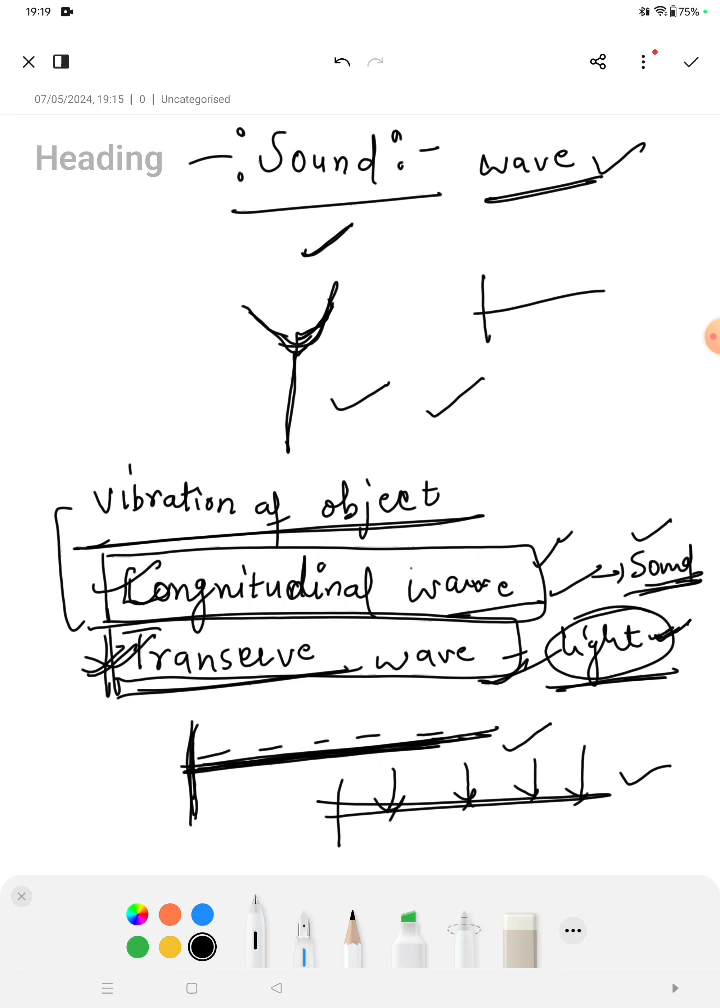 19:19
75%
07/05/2024, 19:15 | 0 | Uncategorised
Heading
-: Sound :- wave
Vibration of object
Longnitudinal wave → Sound
Transerve wave - light